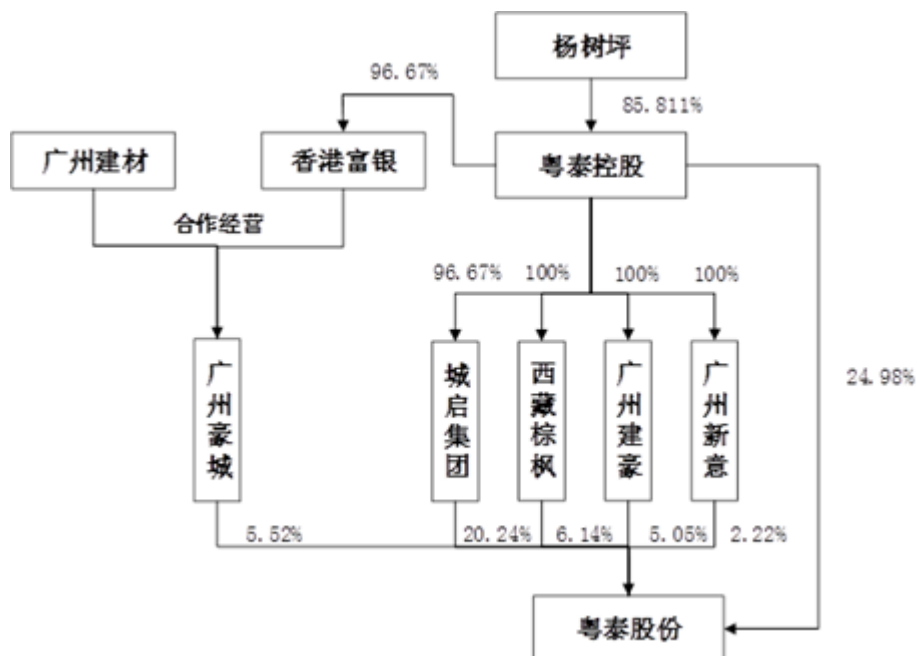 杨树坪
96.67%
85.811%
广州建材
香港富银
粤泰控股
合作经营
96.67%
100%
100%
100%
广州豪城
城启集团
西藏棕枫
广州建豪
广州新意
24.98%
5.52%
20.24%
6.14%
5.05%
2.22%
粤泰股份